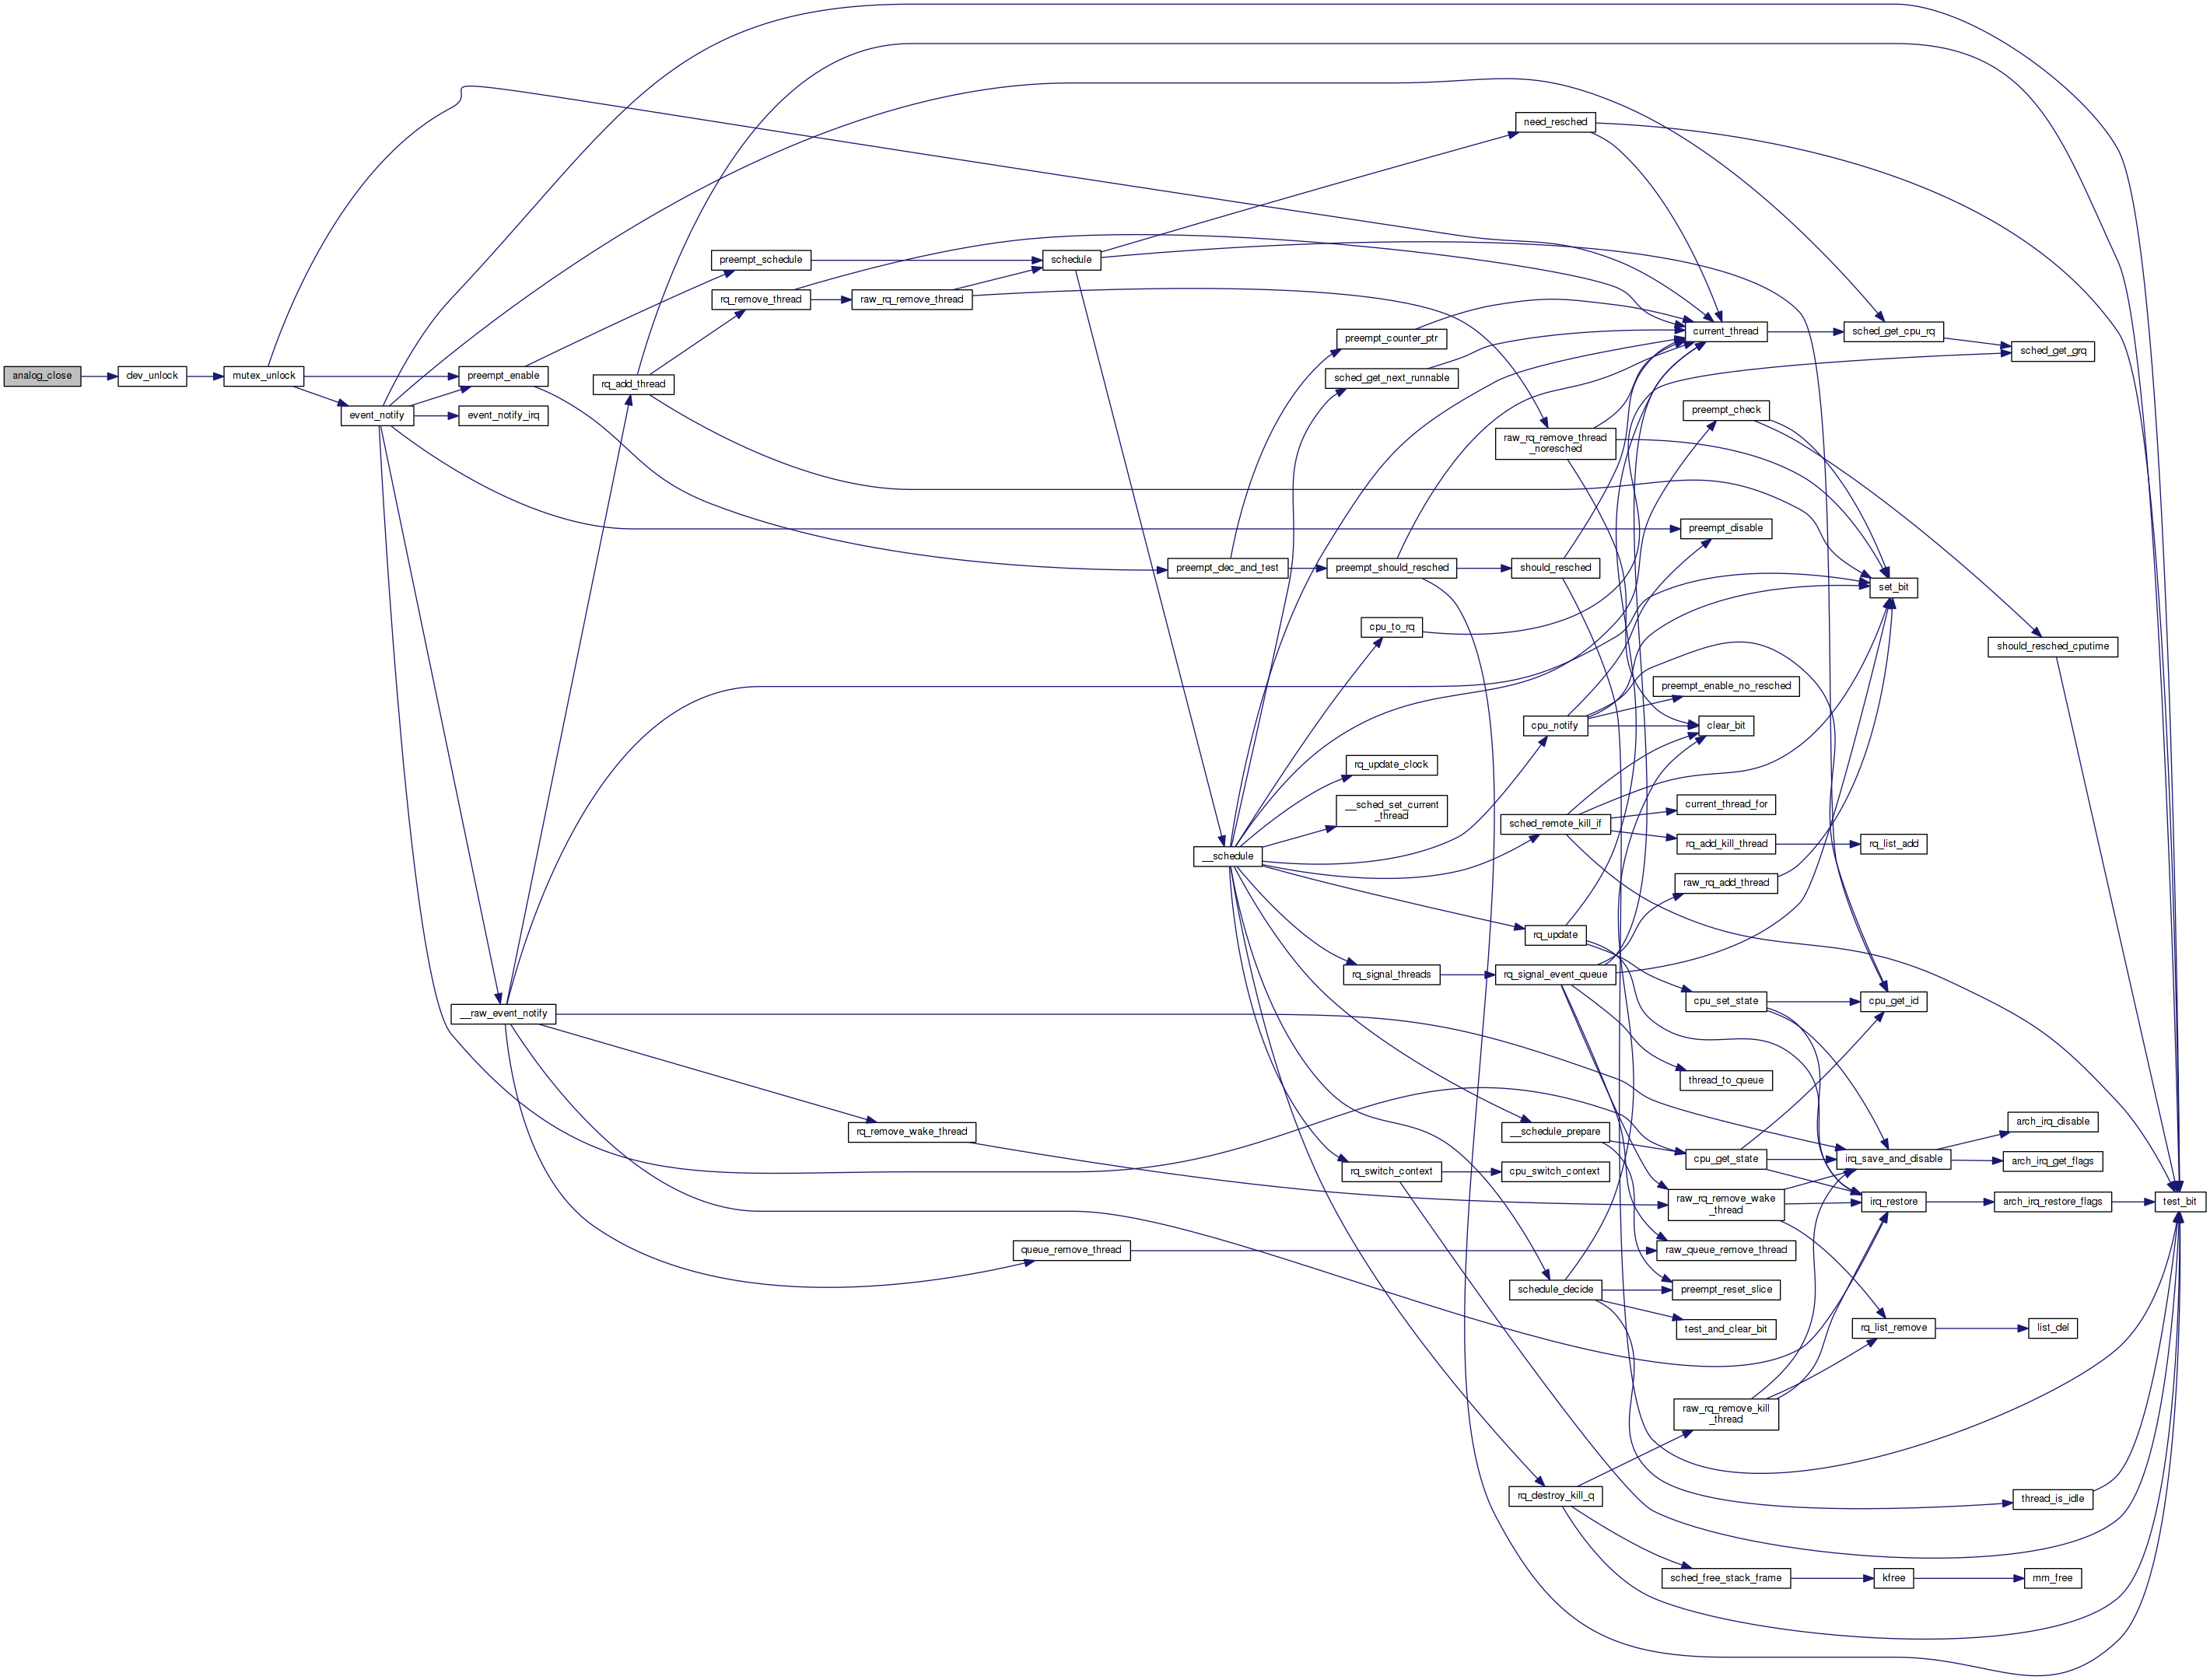 need_resched
preempt_schedule
schedule
rq_remove_thread
raw_rq_remove_thread
preempt_counter_ptr
current_thread
sched_get_cpu_rq
sched_get_grq
analog_close
dev_unlock
mutex_unlock
preempt_enable
rq_add_thread
sched_get_next_runnable
event_notify
event_notify_irq
preempt_check
raw_rq_remove_thread
_noresched
preempt_disable
preempt_dec_and_test
preempt_should_resched
should_resched
set_bit
cpu_to_rq
should_resched_cputime
preempt_enable_no_resched
cpu_notify
clear_bit
rq_update_clock
__sched_set_current
_thread
current_thread_for
sched_remote_kill_if
rq_add_kill_thread
rq_list_add
__schedule
raw_rq_add_thread
rq_update
rq_signal_threads
rq_signal_event_queue
cpu_set_state
cpu_get_id
__raw_event_notify
thread_to_queue
arch_irq_disable
rq_remove_wake_thread
__schedule_prepare
cpu_get_state
irq_save_and_disable
arch_irq_get_flags
rq_switch_context
cpu_switch_context
raw_rq_remove_wake
_thread
irq_restore
arch_irq_restore_flags
test_bit
queue_remove_thread
raw_queue_remove_thread
schedule_decide
preempt_reset_slice
test_and_clear_bit
rq_list_remove
list_del
raw_rq_remove_kill
_thread
rq_destroy_kill_q
thread_is_idle
sched_free_stack_frame
kfree
mm_free